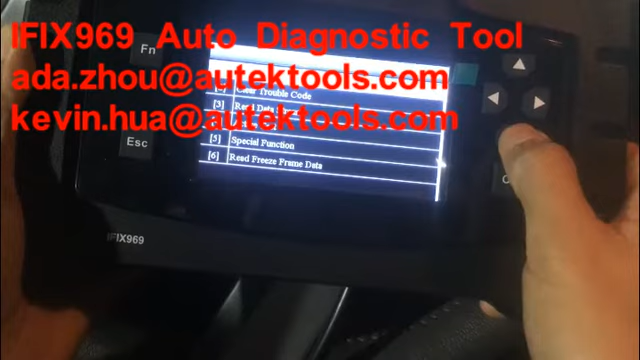 IFIX969 Auto Diagnostic Tool
Fn
ada.zhou@autektools.com
Clear Trouble Code
[3]
kevin.hua@autektools.com
Esc
[5] Special Function
[6] Read Freeze Frame Data
IFIX969